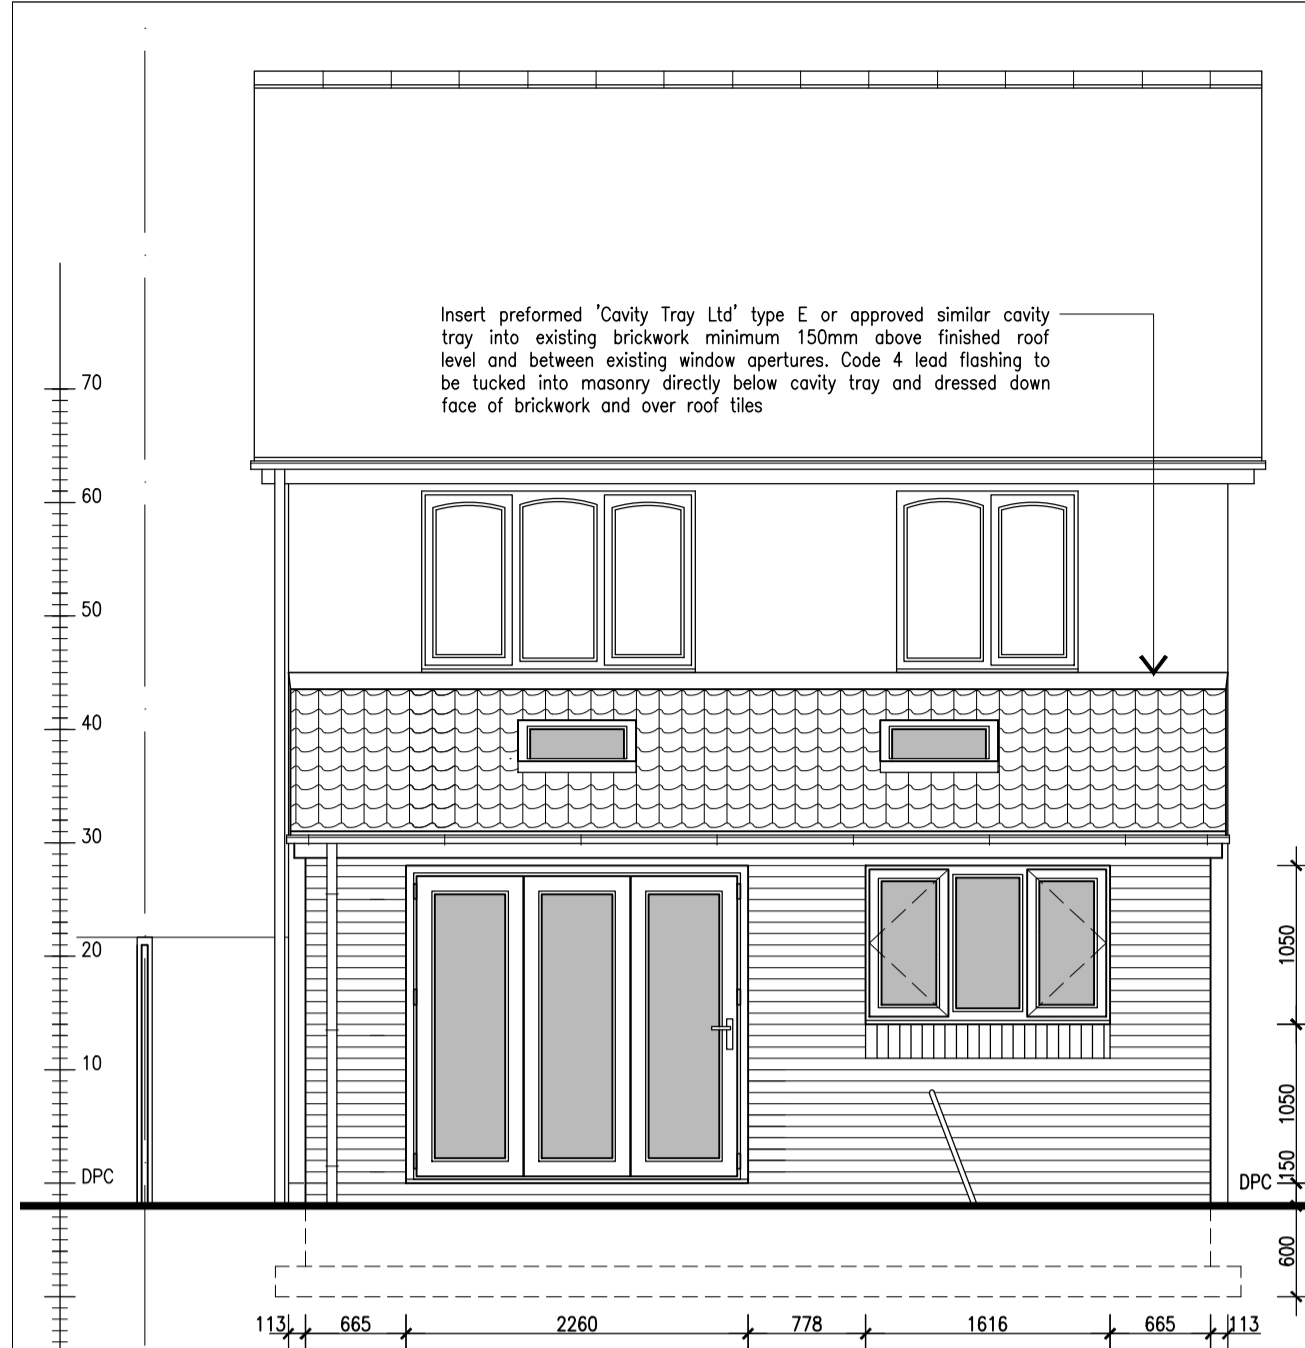 Insert preformed 'Cavity Tray Ltd' type E or approved similar cavity
tray into existing brickwork minimum 150mm above finished roof
level and between existing window apertures. Code 4 lead flashing to
be tucked into masonry directly below cavity tray and dressed down
face of brickwork and over roof tiles
70
60
50
40
30
20
10
DPC
1050
1050
150
DPC
600
113
665
2260
778
1616
665
113